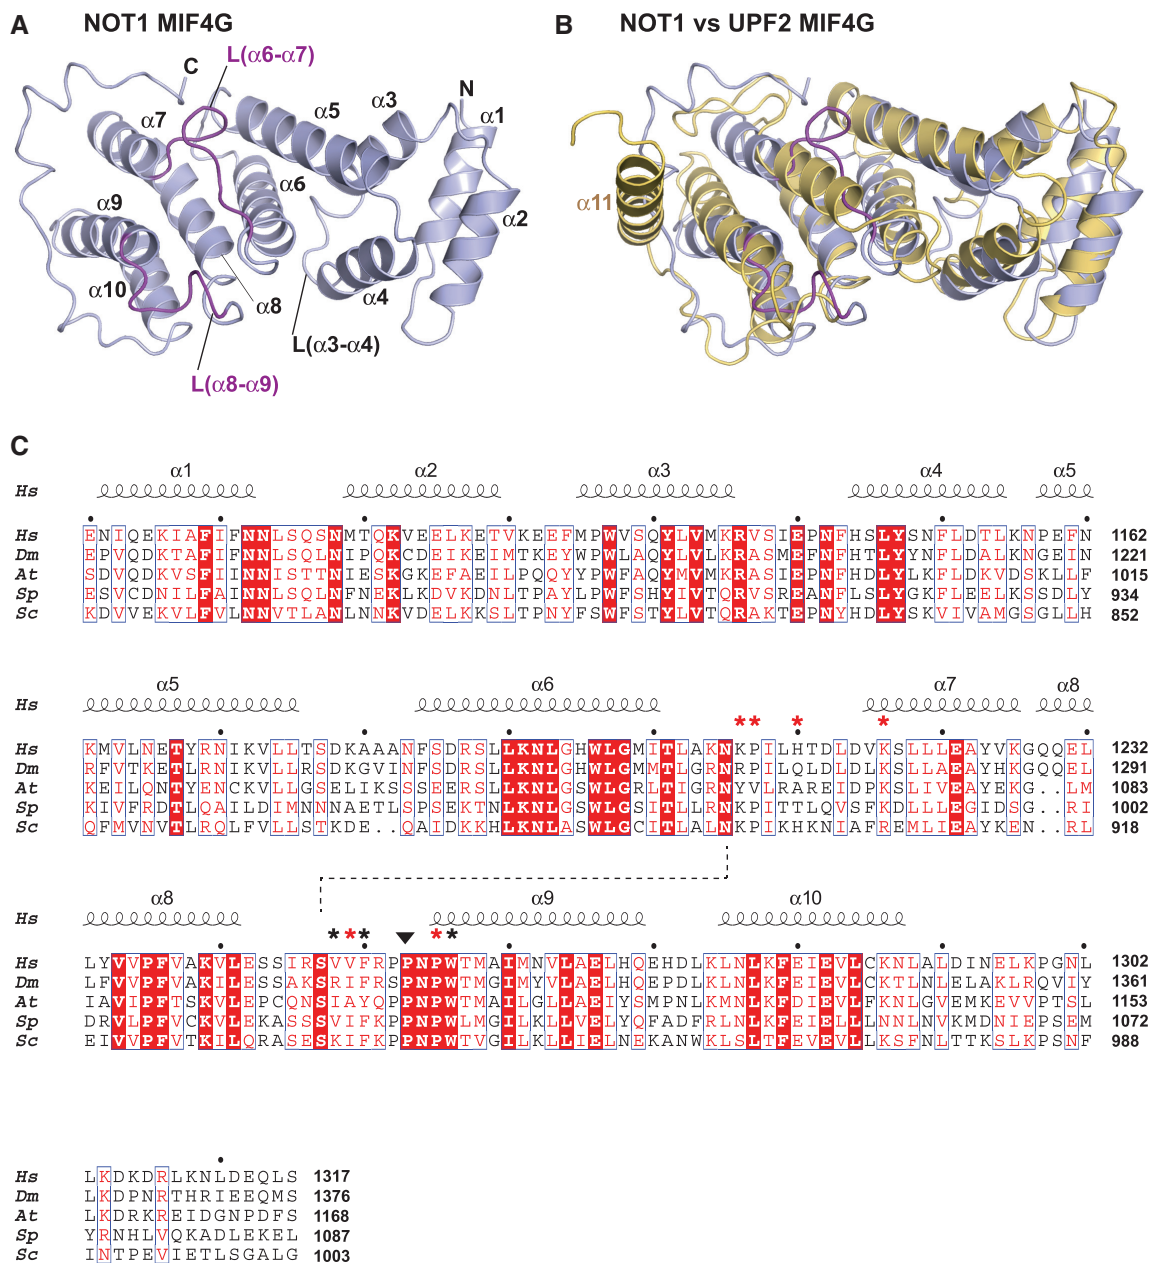 A NOT1 MIF4G
L(α6-α7)
C
N
α7
α5
α3
α1
α6
α9
α2
α10
α8
α4
L(α3-α4)
L(α8-α9)
B NOT1 vs UPF2 MIF4G
α11
C
α1 α2 α3 α4 α5
Hs
Hs ENIQEKIAFIFNNLSQSNMTQKVEELKETVKEEFMPWVSQYLVMKRVSIEPNFHSLYSNFLDTLKNPEFN 1162
Dm EPVQDKTAFIFNNLSQLNIPQKCDEIKEIMTKEYWPWLAQYLVLKRASIEPNFHTLYYNFLDALKNGEIN 1221
At SDVQDKVSFIINNISTTNIESKGKEFAEILPQQYYPWFAQYMVMKRASIEPNFHDLYLKFLDKVDSKLLF 1015
Sp ESVCDNILFAINNLSQLNFNEKLKDVKDNLTPAYLPWFSHYIVTQRVSREANFLSLYGKFLEELKSSDLY 934
Sc KDVVEKVLFVLNNVTLANLNNKVDELKKSLTPNYFSWFSTYLVTQRAKTEPNYHDLYSKVIVAMGSGLLH 852
α5 α6 α7 α8
Hs
* * * *
Hs KMVLNETYRNIKVLLTSDKAAANFSDRSLLKNLGHWLGMITLAKNKPILHTDLDVKSLLLEAYVKGQQEL 1232
Dm RFVTKETLRNIKVLLRSDKGVINFSDRSLLKNLGHWLGMMTLGRNRPILQLDLDLKSLLAEAYHKGQQEL 1291
At KEILQNTYENCKVLLGSELIKSSSEERSLLKNLGSWLGRLTIGRNYVLRAREIDPKSLIVEAYEKG..LM 1083
Sp KIVFRDTLQAILDIMNNNAETLSPSEKTNLKNLGSWLGRITLARNKPITTLQVSFKDLLLEGIDSG..RI 1002
Sc QFMVNVTLRQLFVLLSTKDE..QAIDKKHLKNLASWLGCITLALNKPIKHKNIAFREMLIEAYKEN..RL 918
α8 α9 α10
Hs
* * * * *
Hs LYVVPFVAKVLESSIRSVVFRPPNPWTMAIMNVLAELHQEHDLKLNLKFEIEVLCKNLALDINELKPGNL 1302
Dm LFVVPFVAKILESSAKSRIFRSPNPWTMGIMYVLAELHQEPDLKLNLKFEIEVLCKTLNLELAKLRQVIY 1361
At IAVIPFTSKVLEPCQNSIAYQPPNPWTMAILGLLAEIYSMPNLKMNLKFDIEVLFKNLGVEMKEVVPTSL 1153
Sp DRVLPFVCKVLEKASSSVIFKPPNPWLMGILKLLVELYQFADFRLNLKFEIELLLNNLNVKMDNIEPSEM 1072
Sc EIVVPFVTKILQRASESKIFKPPNPWTVGILKLLIELNEKANWKLSLTFEVEVLLKSFNLTTKSLKPSNF 988
Hs LKDKDRLKNLDEQLS 1317
Dm LKDPNRTHRIEEQMS 1376
At LKDRKREIDGNPDFS 1168
Sp YRNHLVQKADLEKEL 1087
Sc INTPEVIETLSGALG 1003